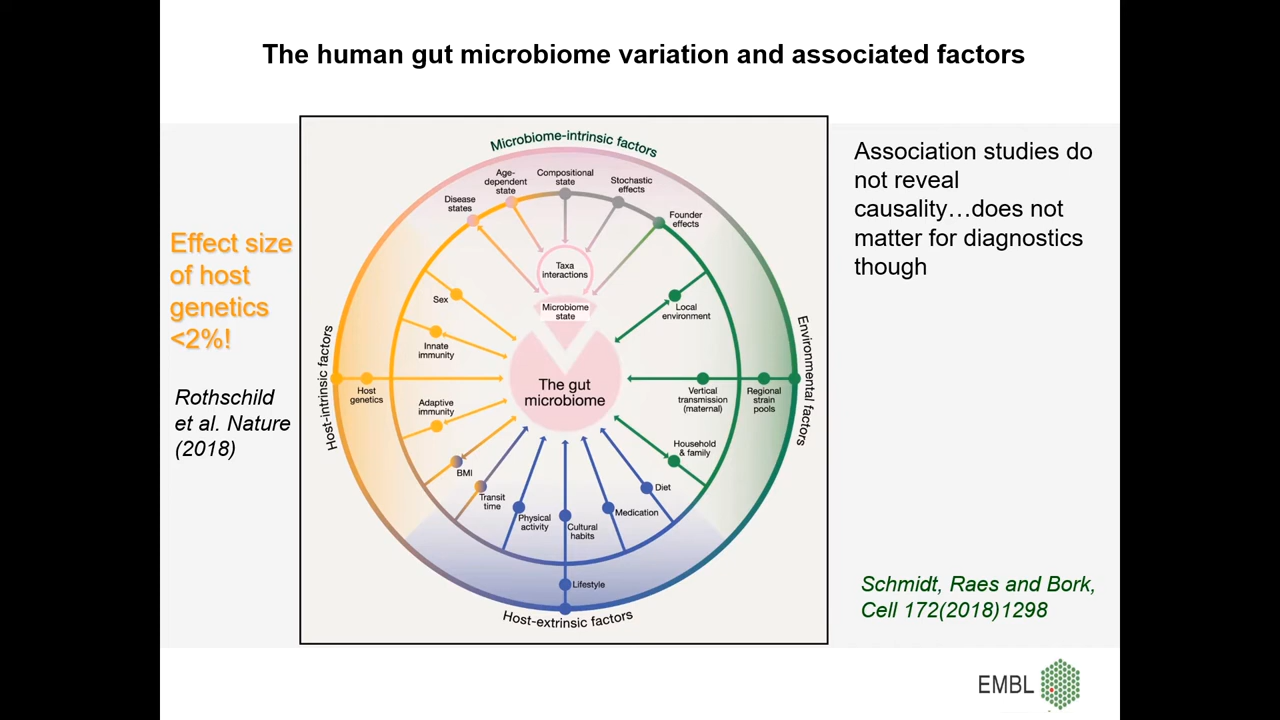 The human gut microbiome variation and associated factors
Effect size
of host
genetics
<2%!
Rothschild
et al. Nature
(2018)
Microbiome-intrinsic factors
Disease
states
Age-
dependent
state
Compositional
state
Stochastic
effects
Founder
effects
Taxa
interactions
Microbiome
state
The gut
microbiome
Host-intrinsic factors
Sex
Innate
immunity
Host
genetics
Adaptive
immunity
BMI
Transit
time
Environmental factors
Local
environment
Vertical
transmission
(maternal)
Regional
strain
pools
Household
& family
Diet
Medication
Cultural
habits
Physical
activity
Lifestyle
Host-extrinsic factors
Association studies do
not reveal
causality…does not
matter for diagnostics
though
Schmidt, Raes and Bork,
Cell 172(2018)1298
EMBL